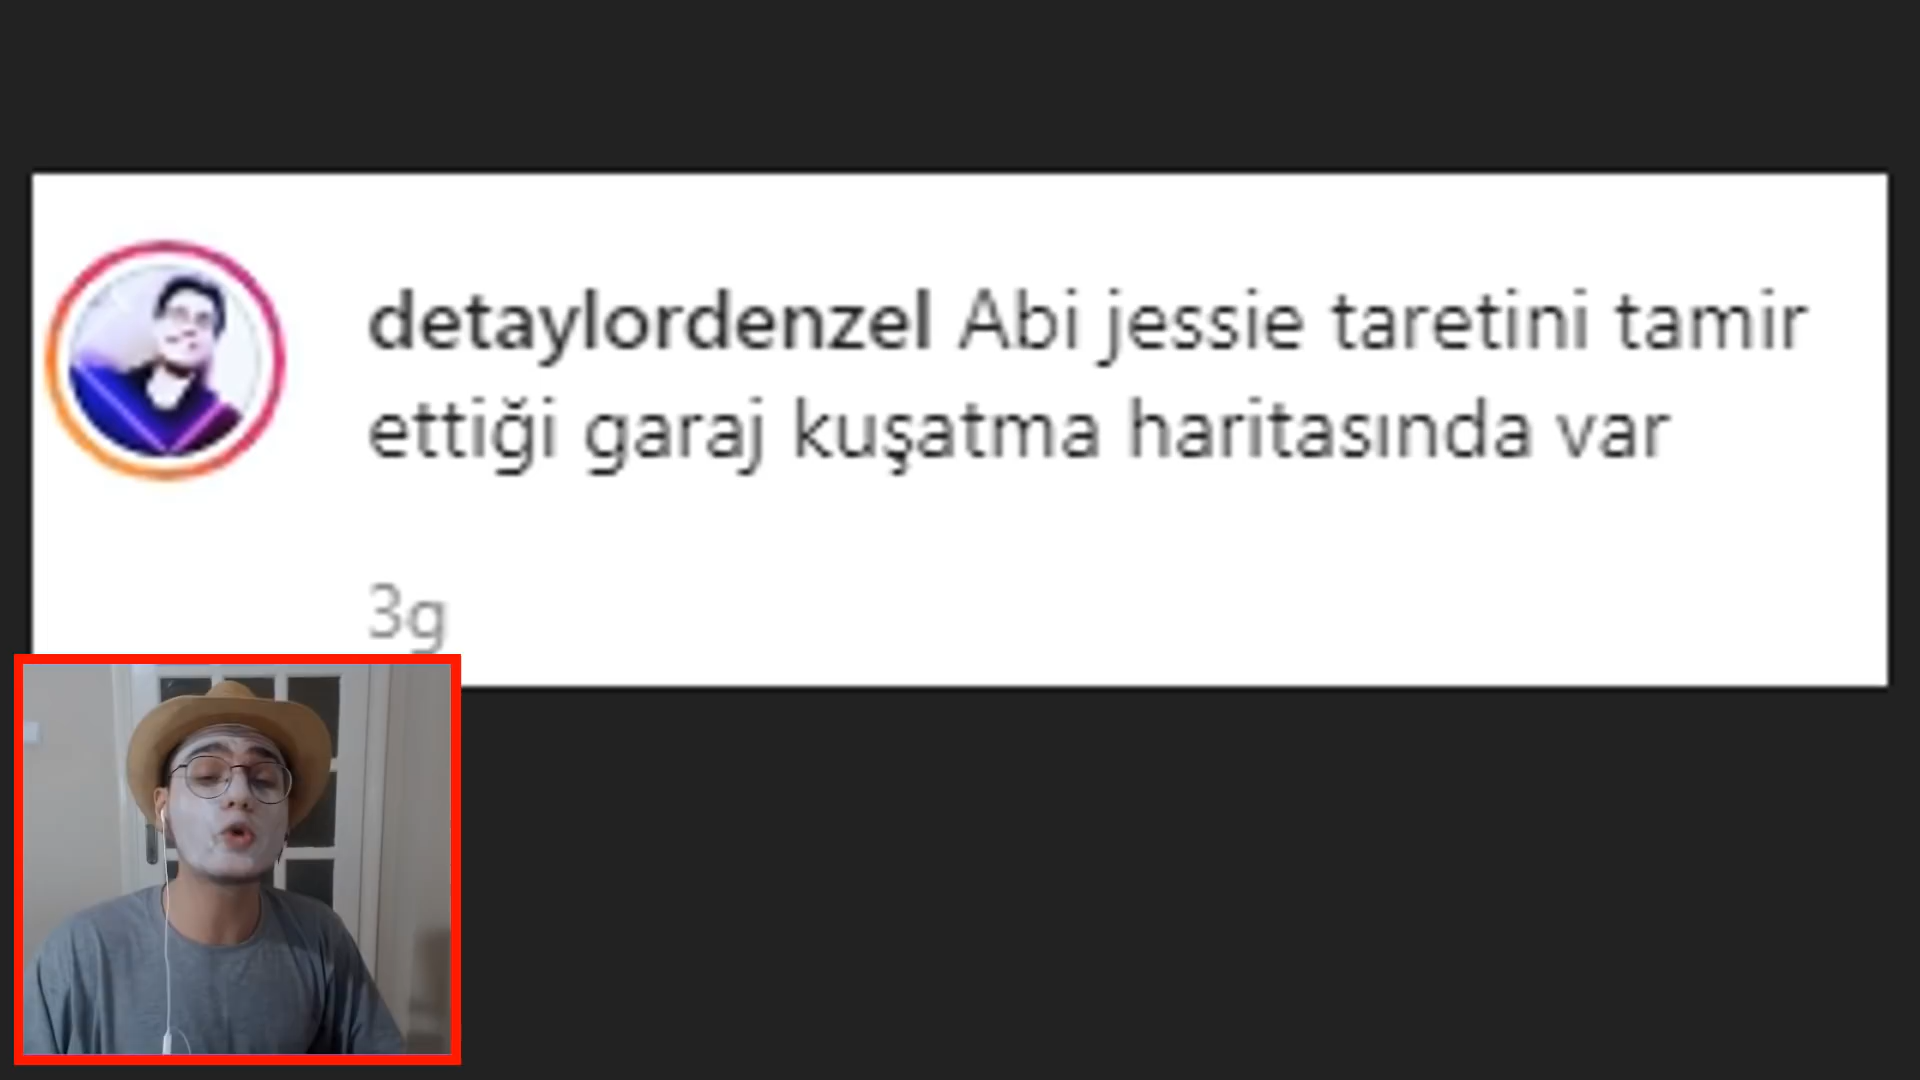 detaylordenzel Abi jessie taretini tamir
ettiği garaj kuşatma haritasında var
3g